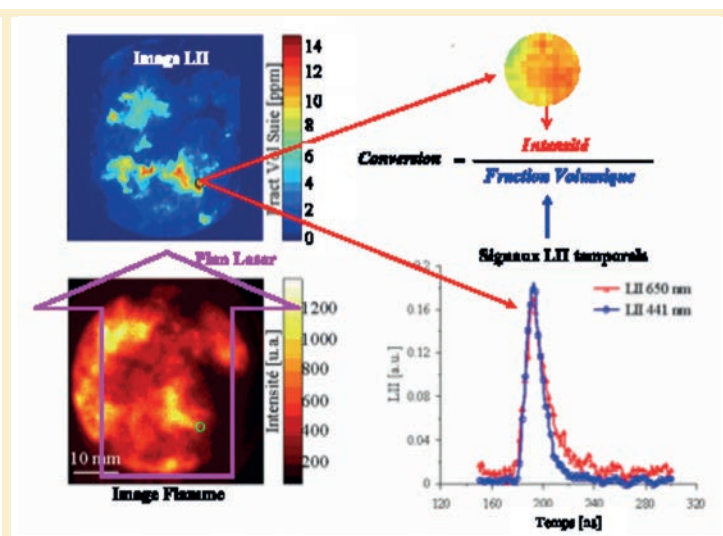 Image LII
14
12
10
8
6
4
2
0
Fract Vol Suie [ppm]
Conversion =
Intensité
Fraction Volumique
Plan Laser
Signaux LII temporals
1200
1000
800
600
400
200
Intensité [u.a.]
10 mm
Image Flamme
0.2
0.16
0.12
0.08
0.04
0
LII [a.u.]
LII 650 nm
LII 441 nm
120 160 200 240 280 320
Temps [ns]